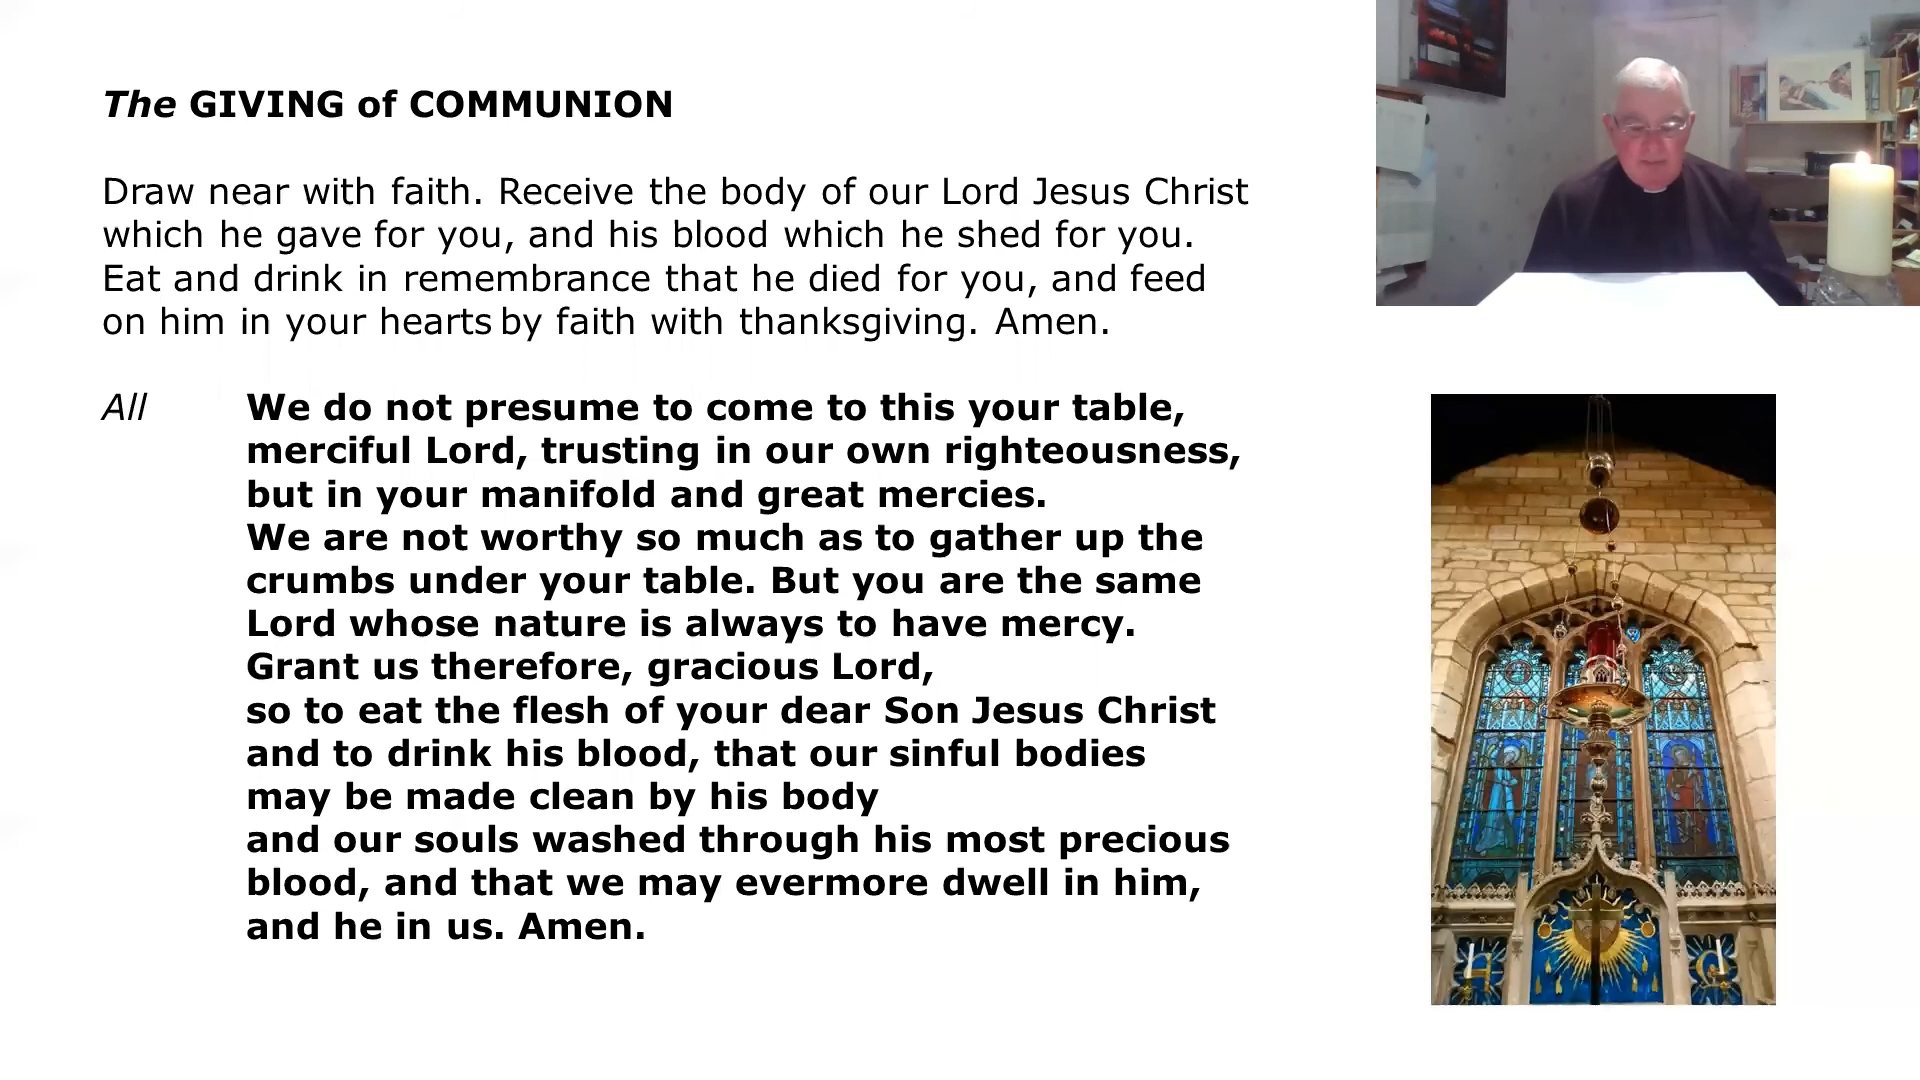 The GIVING of COMMUNION
Draw near with faith. Receive the body of our Lord Jesus Christ
which he gave for you, and his blood which he shed for you.
Eat and drink in remembrance that he died for you, and feed
on him in your hearts by faith with thanksgiving. Amen.
All We do not presume to come to this your table,
merciful Lord, trusting in our own righteousness,
but in your manifold and great mercies.
We are not worthy so much as to gather up the
crumbs under your table. But you are the same
Lord whose nature is always to have mercy.
Grant us therefore, gracious Lord,
so to eat the flesh of your dear Son Jesus Christ
and to drink his blood, that our sinful bodies
may be made clean by his body
and our souls washed through his most precious
blood, and that we may evermore dwell in him,
and he in us. Amen.